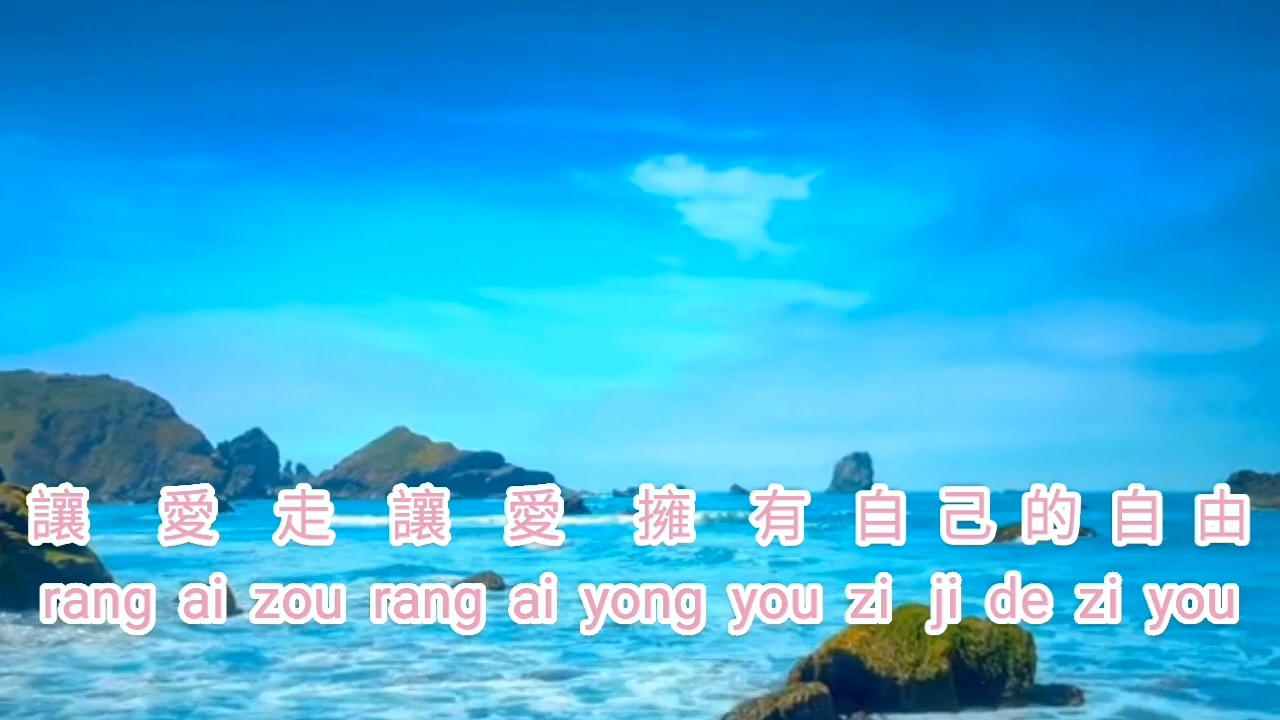 讓 愛 走 讓 愛 擁 有 自 己 的 自 由
rang ai zou rang ai yong you zi ji de zi you